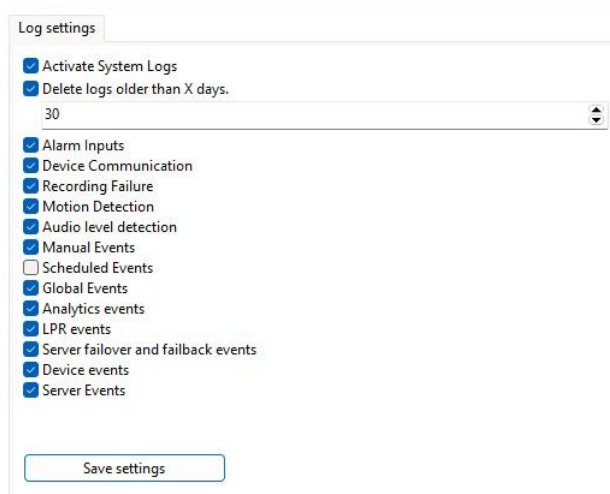 Log settings
Activate System Logs
Delete logs older than X days.
30
Alarm Inputs
Device Communication
Recording Failure
Motion Detection
Audio level detection
Manual Events
Scheduled Events
Global Events
Analytics events
LPR events
Server failover and failback events
Device events
Server Events
Save settings